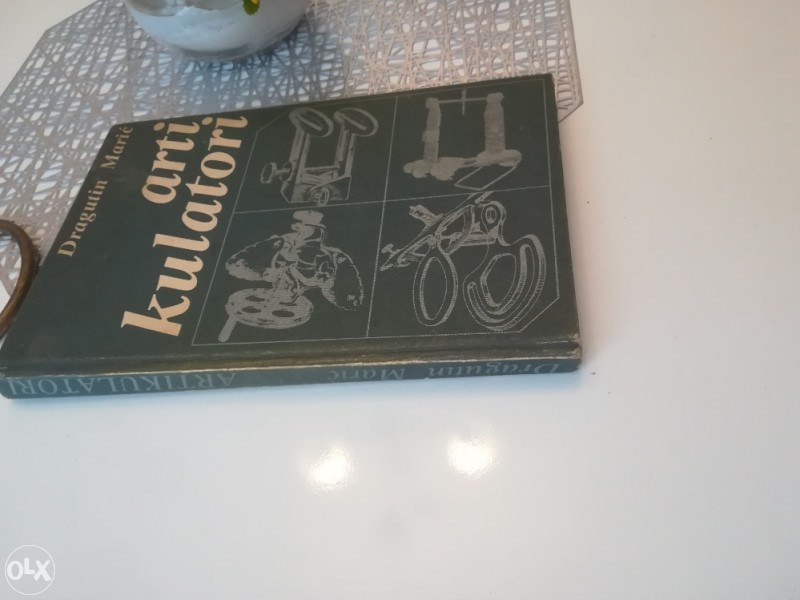 Dragutin Marić
arti
kulatori
Dragutin Marić ARTIKULATORI
OLX